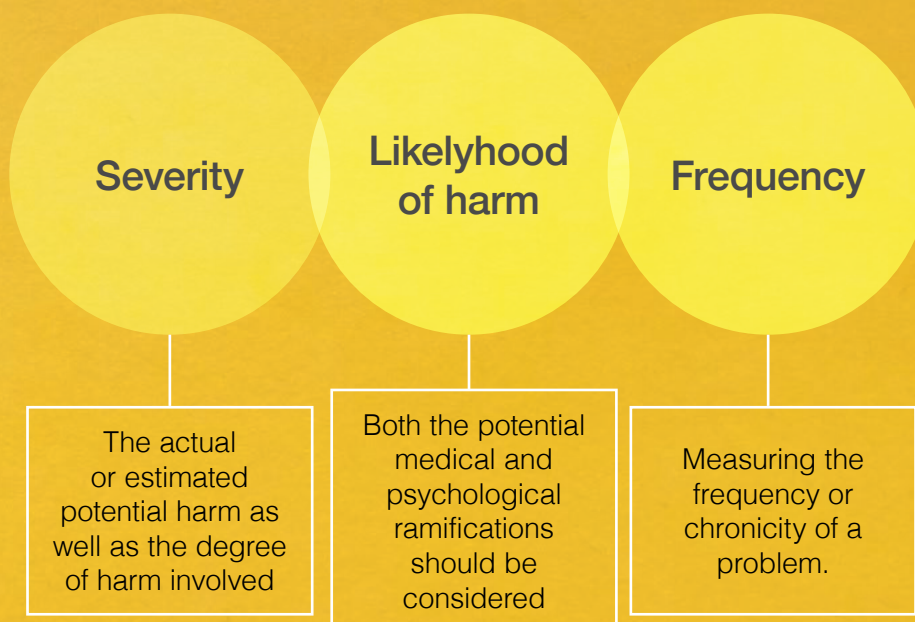 Severity
Likelyhood
of harm
Frequency
The actual
or estimated
potential harm as
well as the degree
of harm involved
Both the potential
medical and
psychological
ramifications
should be
considered
Measuring the
frequency or
chronicity of a
problem.